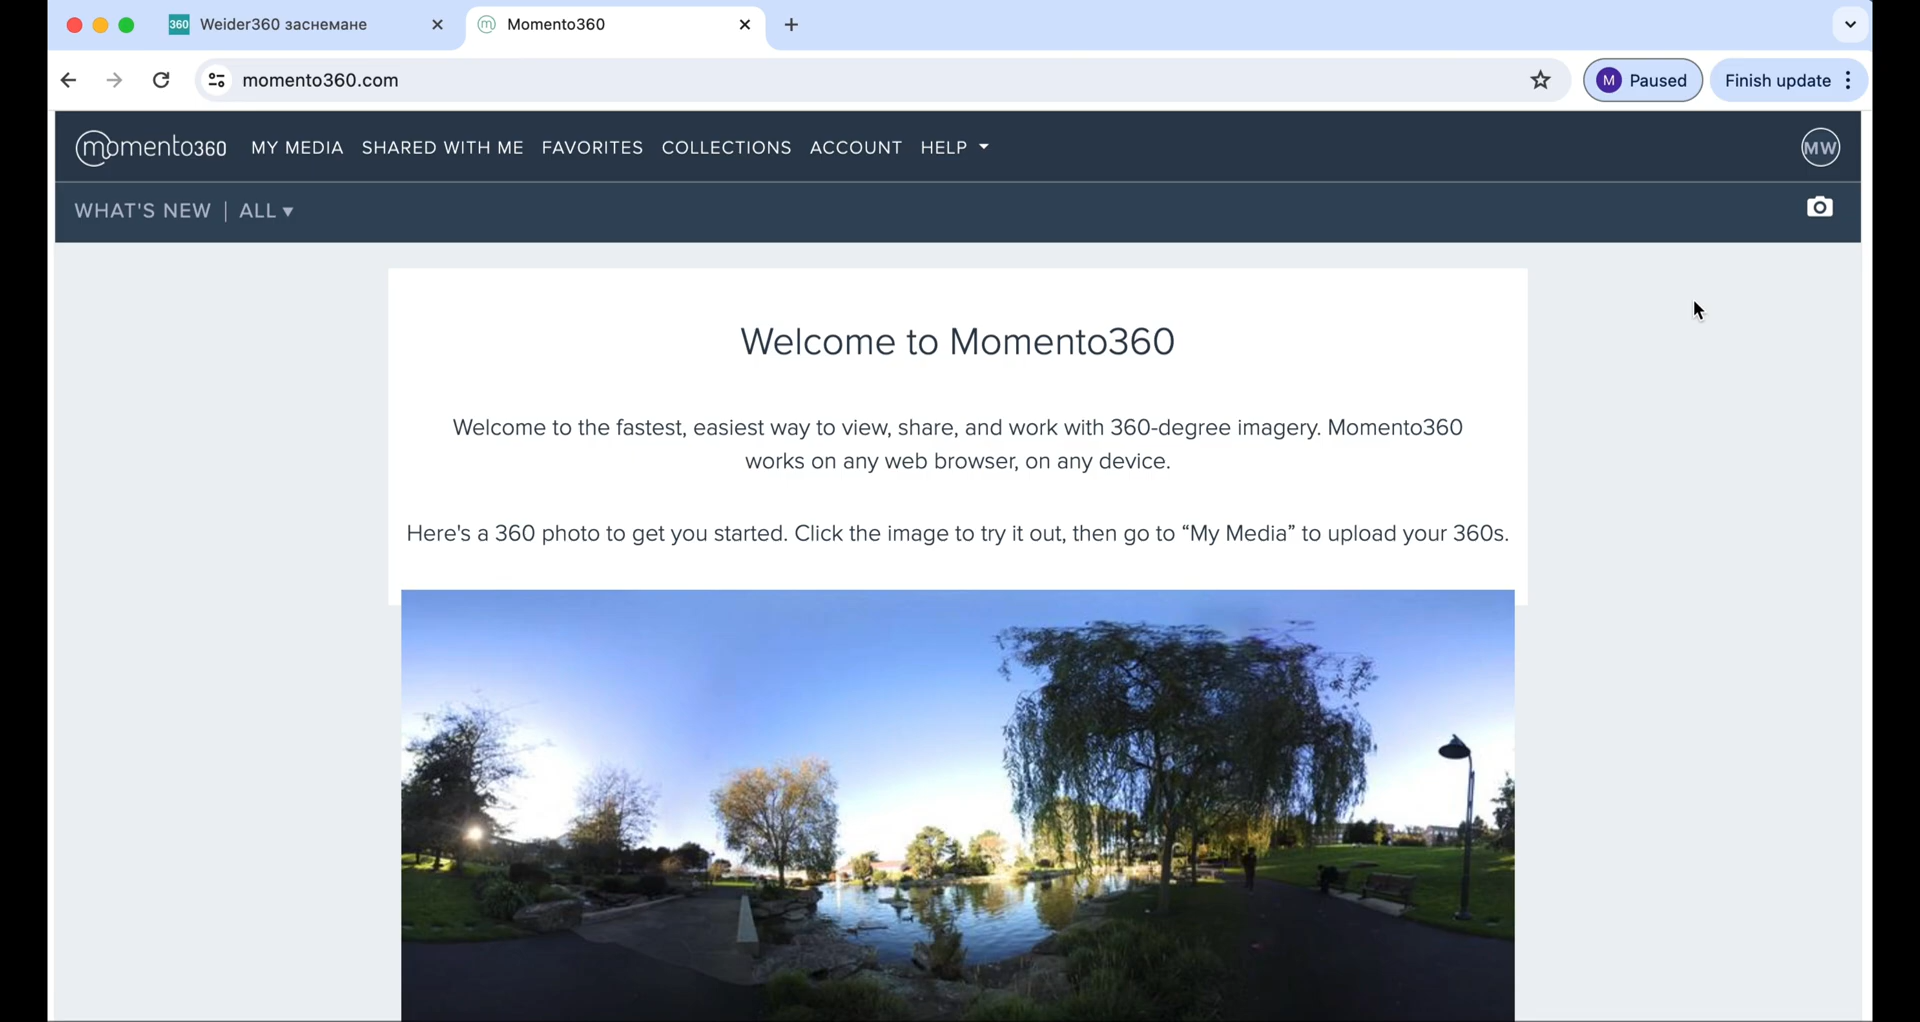 360 Weider360 заснемане
Momento360
momento360.com
M Paused
Finish update
momento360 MY MEDIA SHARED WITH ME FAVORITES COLLECTIONS ACCOUNT HELP
MW
WHAT'S NEW | ALL
Welcome to Momento360
Welcome to the fastest, easiest way to view, share, and work with 360-degree imagery. Momento360
works on any web browser, on any device.
Here's a 360 photo to get you started. Click the image to try it out, then go to “My Media” to upload your 360s.